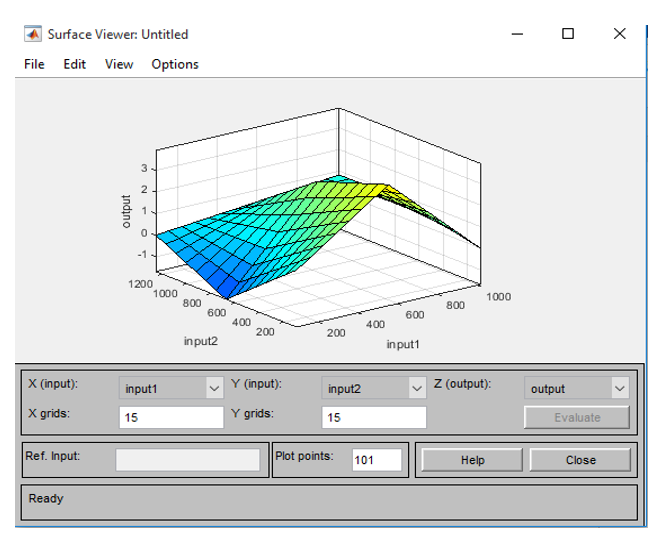 Surface Viewer: Untitled
File Edit View Options
3
2
1
0
-1
output
1200
1000
800
600
400
200
input2
200
400
600
800
1000
input1
X (input): input1 Y (input): input2 Z (output): output
X grids: 15 Y grids: 15 Evaluate
Ref. Input: Plot points: 101 Help Close
Ready